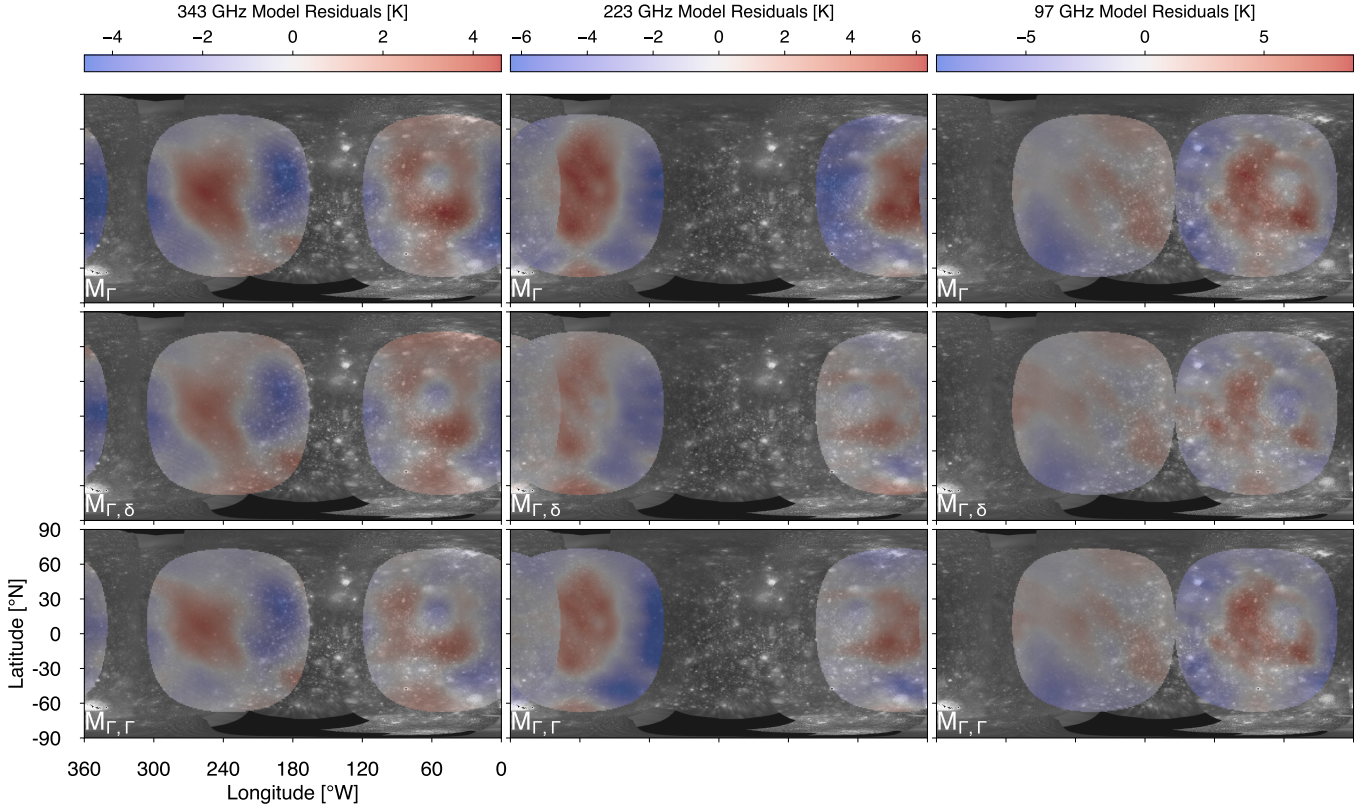 343 GHz Model Residuals [K]
223 GHz Model Residuals [K]
97 GHz Model Residuals [K]
−4 −2 0 2 4
−6 −4 −2 0 2 4 6
−5 0 5
MΓ
MΓ
MΓ
MΓ,δ
MΓ,δ
MΓ,δ
90
60
30
0
-30
-60
-90
Latitude [°N]
MΓ,Γ
MΓ,Γ
MΓ,Γ
360 300 240 180 120 60 0
Longitude [°W]